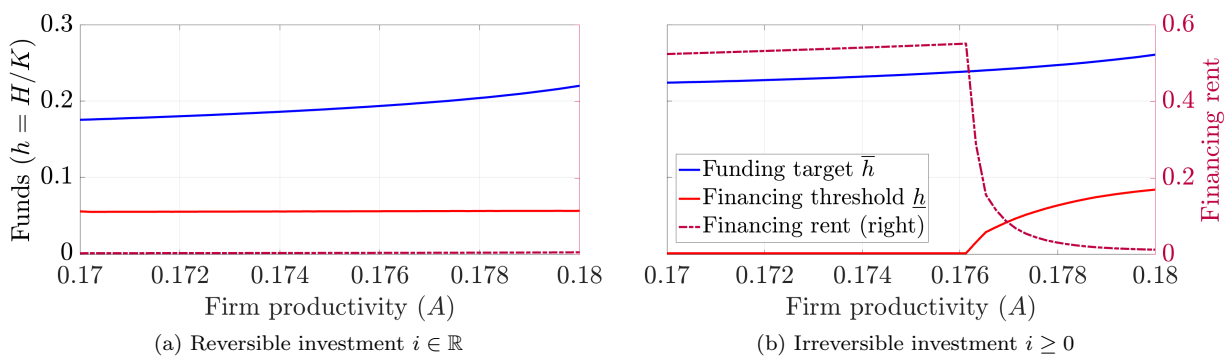 0.3
0.2
0.1
0
Funds (h = H/K)
0.17
0.172
0.174
0.176
0.178
0.18
Firm productivity (A)
(a) Reversible investment i ∈ ℝ
Funding target h̅
Financing threshold h̲
Financing rent (right)
0.6
0.4
0.2
0
Financing rent
0.17
0.172
0.174
0.176
0.178
0.18
Firm productivity (A)
(b) Irreversible investment i ≥ 0